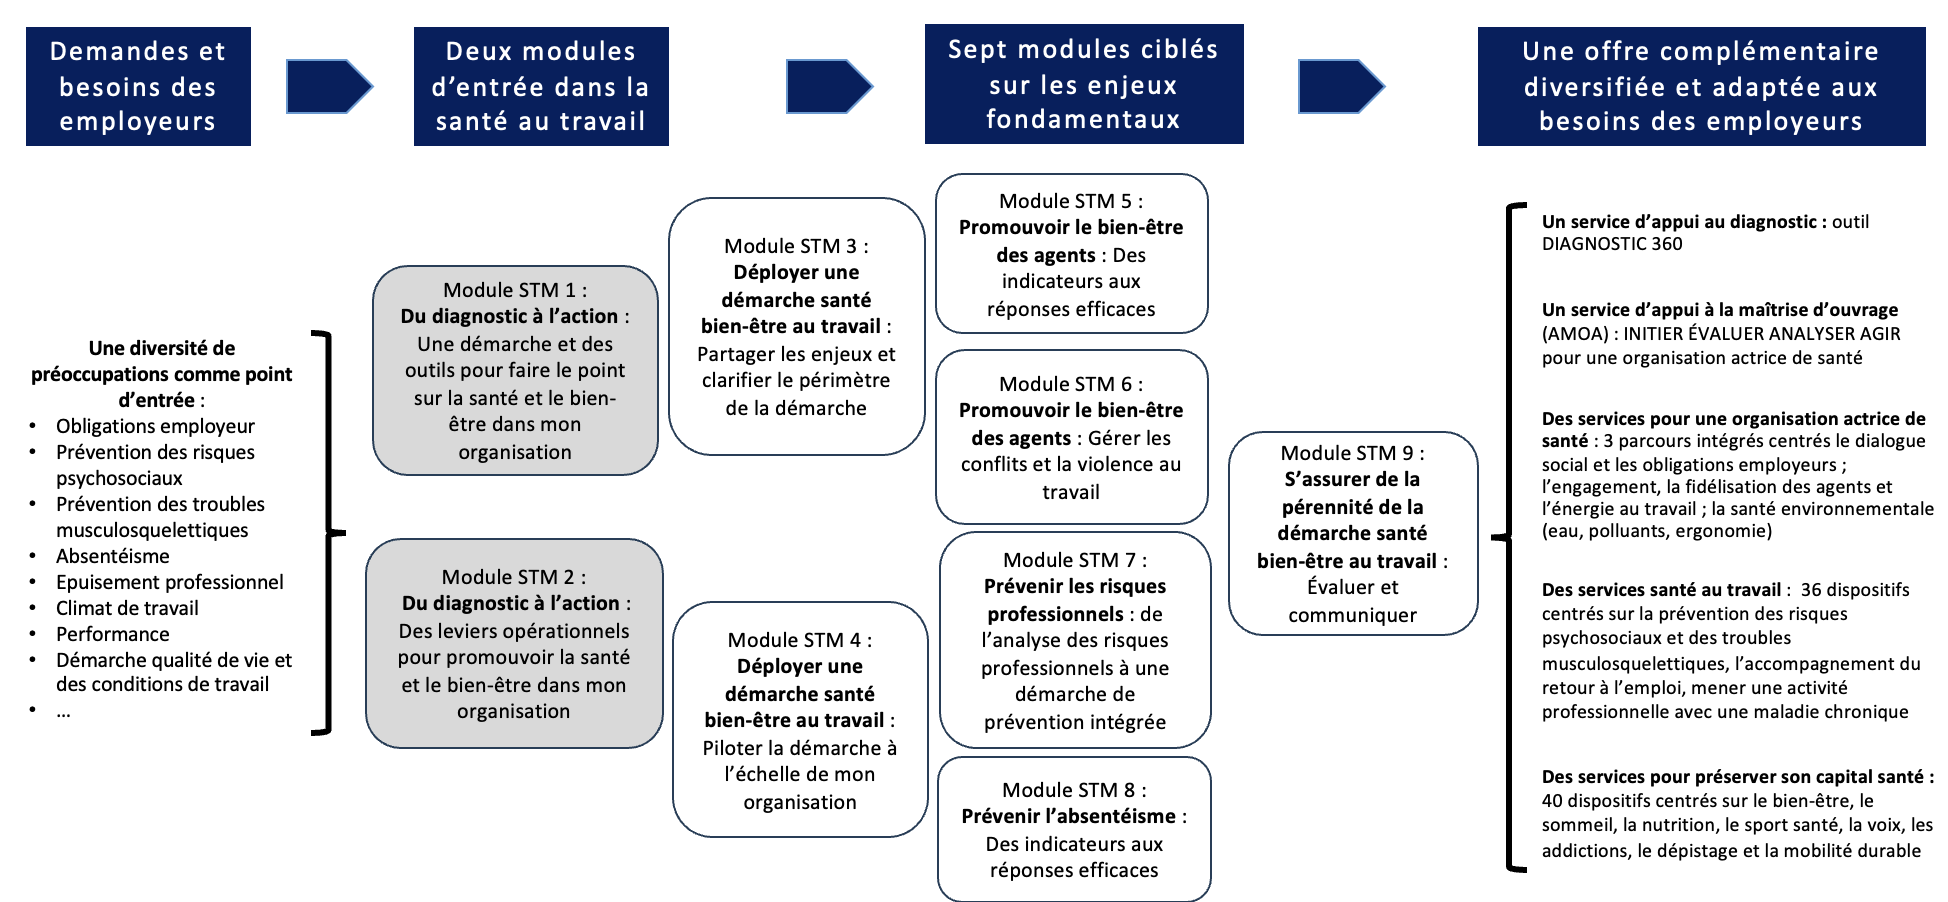 Demandes et
besoins des
employeurs
Deux modules
d’entrée dans la
santé au travail
Sept modules ciblés
sur les enjeux
fondamentaux
Une offre complémentaire
diversifiée et adaptée aux
besoins des employeurs
Une diversité de
préoccupations comme point
d’entrée :
• Obligations employeur
• Prévention des risques
psychosociaux
• Prévention des troubles
musculosquelettiques
• Absentéisme
• Epuisement professionnel
• Climat de travail
• Performance
• Démarche qualité de vie et
des conditions de travail
• ...
Module STM 1 :
Du diagnostic à l’action :
Une démarche et des
outils pour faire le point
sur la santé et le bien-
être dans mon
organisation
Module STM 2 :
Du diagnostic à l’action :
Des leviers opérationnels
pour promouvoir la santé
et le bien-être dans mon
organisation
Module STM 3 :
Déployer une
démarche santé
bien-être au travail :
Partager les enjeux et
clarifier le périmètre
de la démarche
Module STM 4 :
Déployer une
démarche santé
bien-être au travail :
Piloter la démarche à
l’échelle de mon
organisation
Module STM 5 :
Promouvoir le bien-être
des agents : Des
indicateurs aux
réponses efficaces
Module STM 6 :
Promouvoir le bien-être
des agents : Gérer les
conflits et la violence au
travail
Module STM 7 :
Prévenir les risques
professionnels : de
l’analyse des risques
professionnels à une
démarche de
prévention intégrée
Module STM 8 :
Prévenir l’absentéisme :
Des indicateurs aux
réponses efficaces
Module STM 9 :
S’assurer de la
pérennité de la
démarche santé
bien-être au travail :
Évaluer et
communiquer
Un service d’appui au diagnostic : outil
DIAGNOSTIC 360
Un service d’appui à la maîtrise d’ouvrage
(AMOA) : INITIER ÉVALUER ANALYSER AGIR
pour une organisation actrice de santé
Des services pour une organisation actrice de
santé : 3 parcours intégrés centrés le dialogue
social et les obligations employeurs ;
l’engagement, la fidélisation des agents et
l’énergie au travail ; la santé environnementale
(eau, polluants, ergonomie)
Des services santé au travail : 36 dispositifs
centrés sur la prévention des risques
psychosociaux et des troubles
musculosquelettiques, l’accompagnement du
retour à l’emploi, mener une activité
professionnelle avec une maladie chronique
Des services pour préserver son capital santé :
40 dispositifs centrés sur le bien-être, le
sommeil, la nutrition, le sport santé, la voix, les
addictions, le dépistage et la mobilité durable